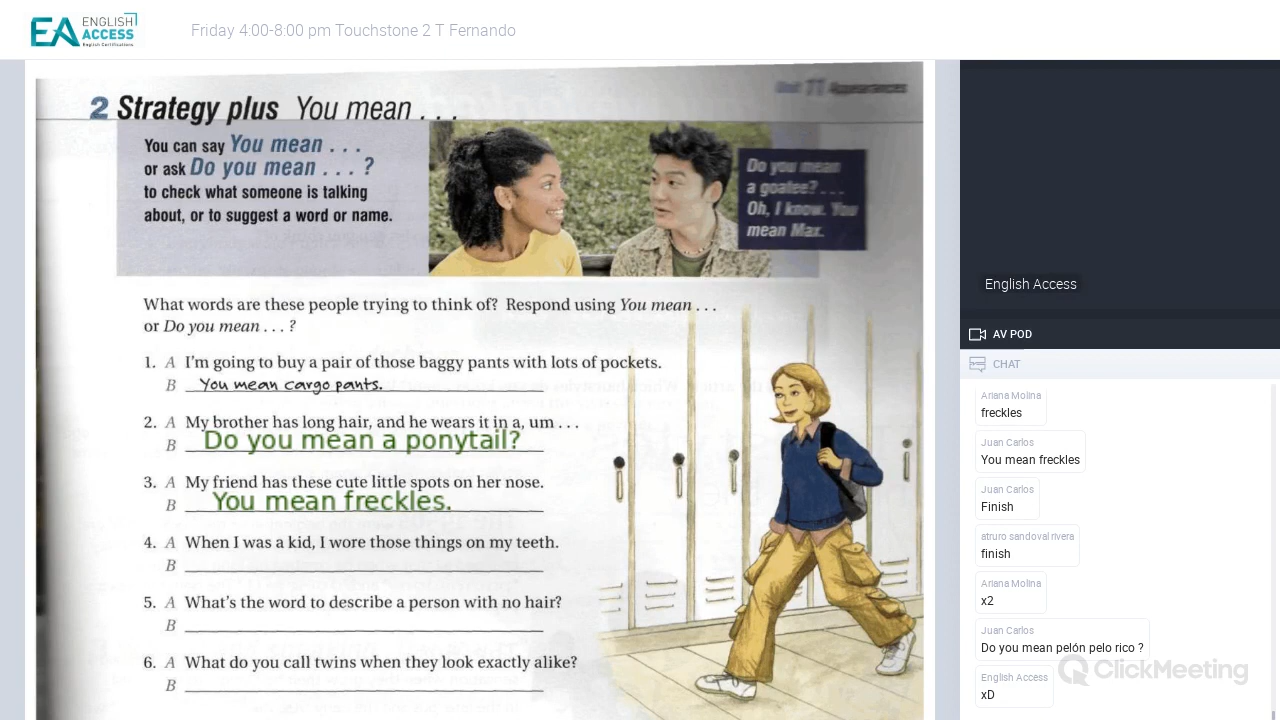 EA ENGLISH ACCESS
English Certifications
Friday 4:00-8:00 pm Touchstone 2 T Fernando
Unit 11 Appearances
2 Strategy plus You mean . . .
You can say You mean . . .
or ask Do you mean . . . ?
to check what someone is talking
about, or to suggest a word or name.
Do you mean
a goatee? . . .
Oh, I know. You
mean Max.
What words are these people trying to think of? Respond using You mean . . .
or Do you mean . . . ?
1. A I'm going to buy a pair of those baggy pants with lots of pockets.
B You mean cargo pants.
2. A My brother has long hair, and he wears it in a, um . . .
B Do you mean a ponytail?
3. A My friend has these cute little spots on her nose.
B You mean freckles.
4. A When I was a kid, I wore those things on my teeth.
B
5. A What's the word to describe a person with no hair?
B
6. A What do you call twins when they look exactly alike?
B
English Access
AV POD
CHAT
Ariana Molina
freckles
Juan Carlos
You mean freckles
Juan Carlos
Finish
atruro sandoval rivera
finish
Ariana Molina
x2
Juan Carlos
Do you mean pelón pelo rico ?
English Access
xD
ClickMeeting